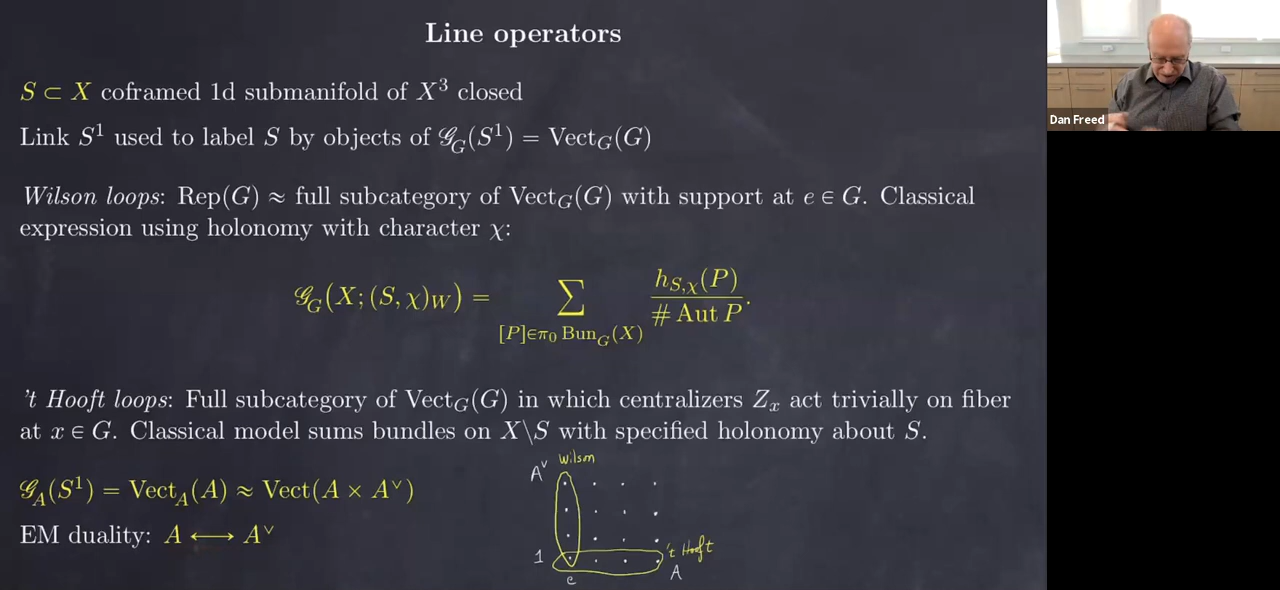 Line operators
S ⊂ X coframed 1d submanifold of X³ closed
Link S¹ used to label S by objects of 𝒢_G(S¹) = Vect_G(G)
Wilson loops: Rep(G) ≈ full subcategory of Vect_G(G) with support at e ∈ G. Classical
expression using holonomy with character χ:
𝒢_G(X; (S, χ)_W) = ∑_{[P]∈π₀ Bun_G(X)} h_{S,χ}(P) / # Aut P.
't Hooft loops: Full subcategory of Vect_G(G) in which centralizers Z_x act trivially on fiber
at x ∈ G. Classical model sums bundles on X\S with specified holonomy about S.
𝒢_A(S¹) = Vect_A(A) ≈ Vect(A × A^∨)
EM duality: A ⟷ A^∨
A^∨ Wilson
1
't Hooft
e
A
Dan Freed